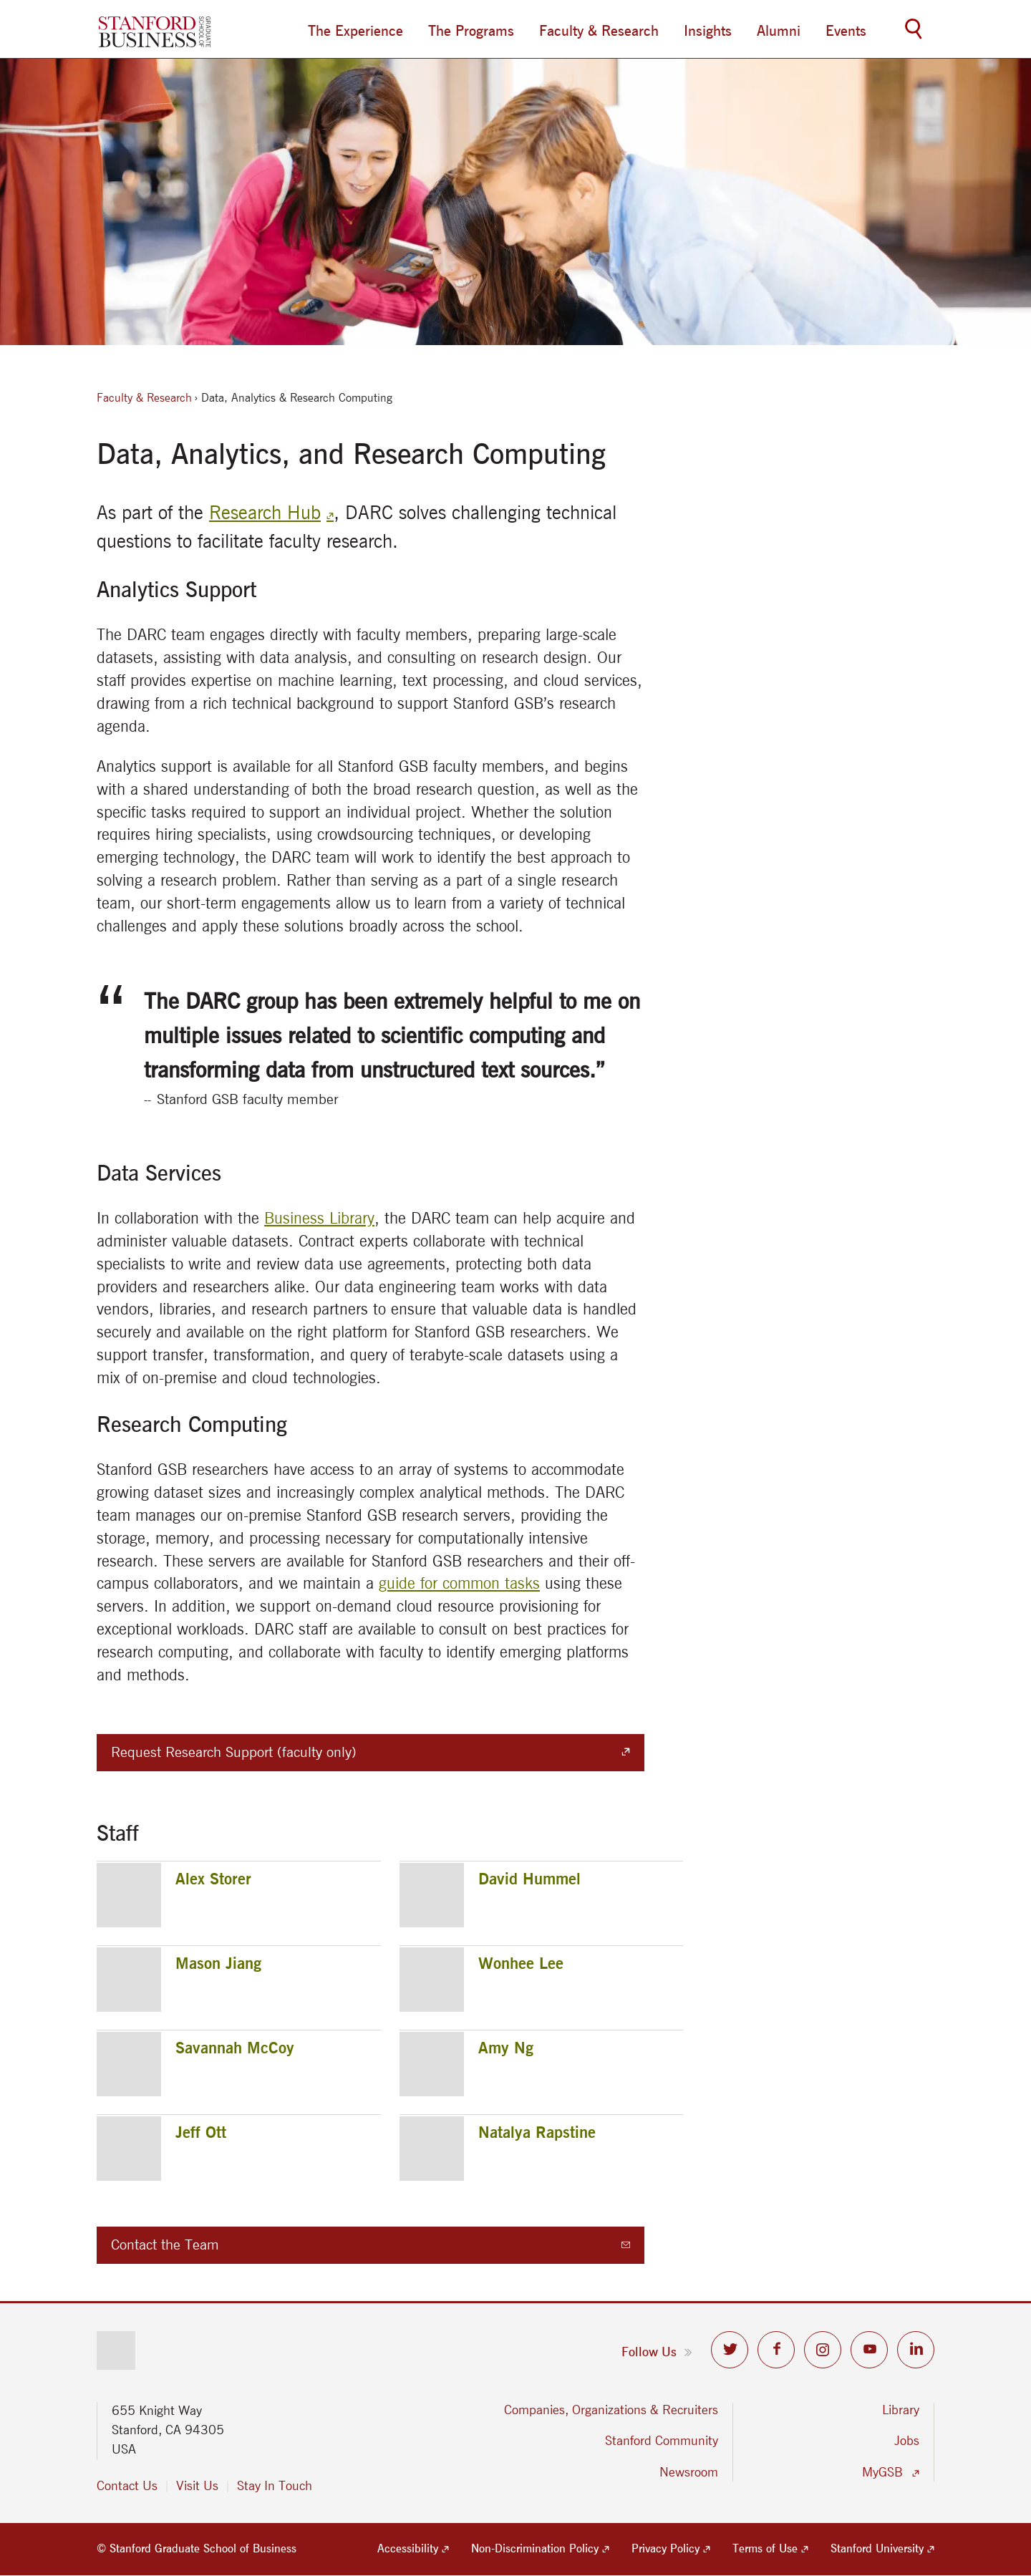 STANFORD
BUSINESS
GRADUATE
SCHOOL OF
The Experience
The Programs
Faculty & Research
Insights
Alumni
Events
Faculty & Research › Data, Analytics & Research Computing
Data, Analytics, and Research Computing
As part of the Research Hub, DARC solves challenging technical
questions to facilitate faculty research.
Analytics Support
The DARC team engages directly with faculty members, preparing large-scale
datasets, assisting with data analysis, and consulting on research design. Our
staff provides expertise on machine learning, text processing, and cloud services,
drawing from a rich technical background to support Stanford GSB’s research
agenda.
Analytics support is available for all Stanford GSB faculty members, and begins
with a shared understanding of both the broad research question, as well as the
specific tasks required to support an individual project. Whether the solution
requires hiring specialists, using crowdsourcing techniques, or developing
emerging technology, the DARC team will work to identify the best approach to
solving a research problem. Rather than serving as a part of a single research
team, our short-term engagements allow us to learn from a variety of technical
challenges and apply these solutions broadly across the school.
“The DARC group has been extremely helpful to me on
multiple issues related to scientific computing and
transforming data from unstructured text sources.”
-- Stanford GSB faculty member
Data Services
In collaboration with the Business Library, the DARC team can help acquire and
administer valuable datasets. Contract experts collaborate with technical
specialists to write and review data use agreements, protecting both data
providers and researchers alike. Our data engineering team works with data
vendors, libraries, and research partners to ensure that valuable data is handled
securely and available on the right platform for Stanford GSB researchers. We
support transfer, transformation, and query of terabyte-scale datasets using a
mix of on-premise and cloud technologies.
Research Computing
Stanford GSB researchers have access to an array of systems to accommodate
growing dataset sizes and increasingly complex analytical methods. The DARC
team manages our on-premise Stanford GSB research servers, providing the
storage, memory, and processing necessary for computationally intensive
research. These servers are available for Stanford GSB researchers and their off-
campus collaborators, and we maintain a guide for common tasks using these
servers. In addition, we support on-demand cloud resource provisioning for
exceptional workloads. DARC staff are available to consult on best practices for
research computing, and collaborate with faculty to identify emerging platforms
and methods.
Request Research Support (faculty only)
Staff
Alex Storer
David Hummel
Mason Jiang
Wonhee Lee
Savannah McCoy
Amy Ng
Jeff Ott
Natalya Rapstine
Contact the Team
Follow Us »
655 Knight Way
Stanford, CA 94305
USA
Contact Us
Visit Us
Stay In Touch
Companies, Organizations & Recruiters
Stanford Community
Newsroom
Library
Jobs
MyGSB
© Stanford Graduate School of Business
Accessibility
Non-Discrimination Policy
Privacy Policy
Terms of Use
Stanford University